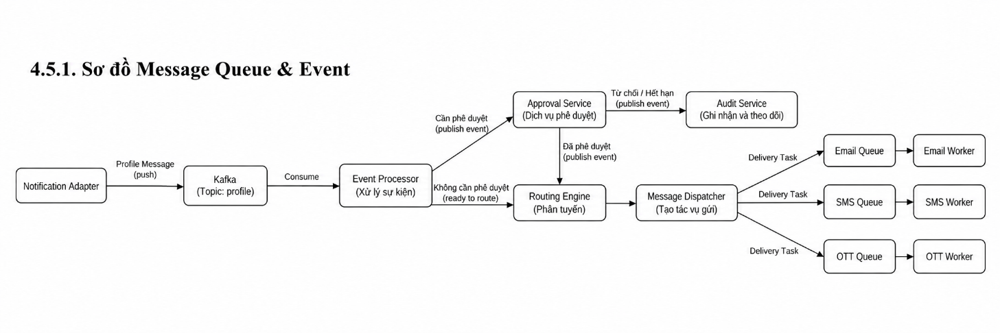 4.5.1. Sơ đồ Message Queue & Event
Notification Adapter
Profile Message
(push)
Kafka
(Topic: profile)
Consume
Event Processor
(Xử lý sự kiện)
Cần phê duyệt
(publish event)
Không cần phê duyệt
(ready to route)
Approval Service
(Dịch vụ phê duyệt)
Từ chối / Hết hạn
(publish event)
Audit Service
(Ghi nhận và theo dõi)
Đã phê duyệt
(publish event)
Routing Engine
(Phân tuyến)
Message Dispatcher
(Tạo tác vụ gửi)
Delivery Task
Email Queue
Email Worker
Delivery Task
SMS Queue
SMS Worker
Delivery Task
OTT Queue
OTT Worker